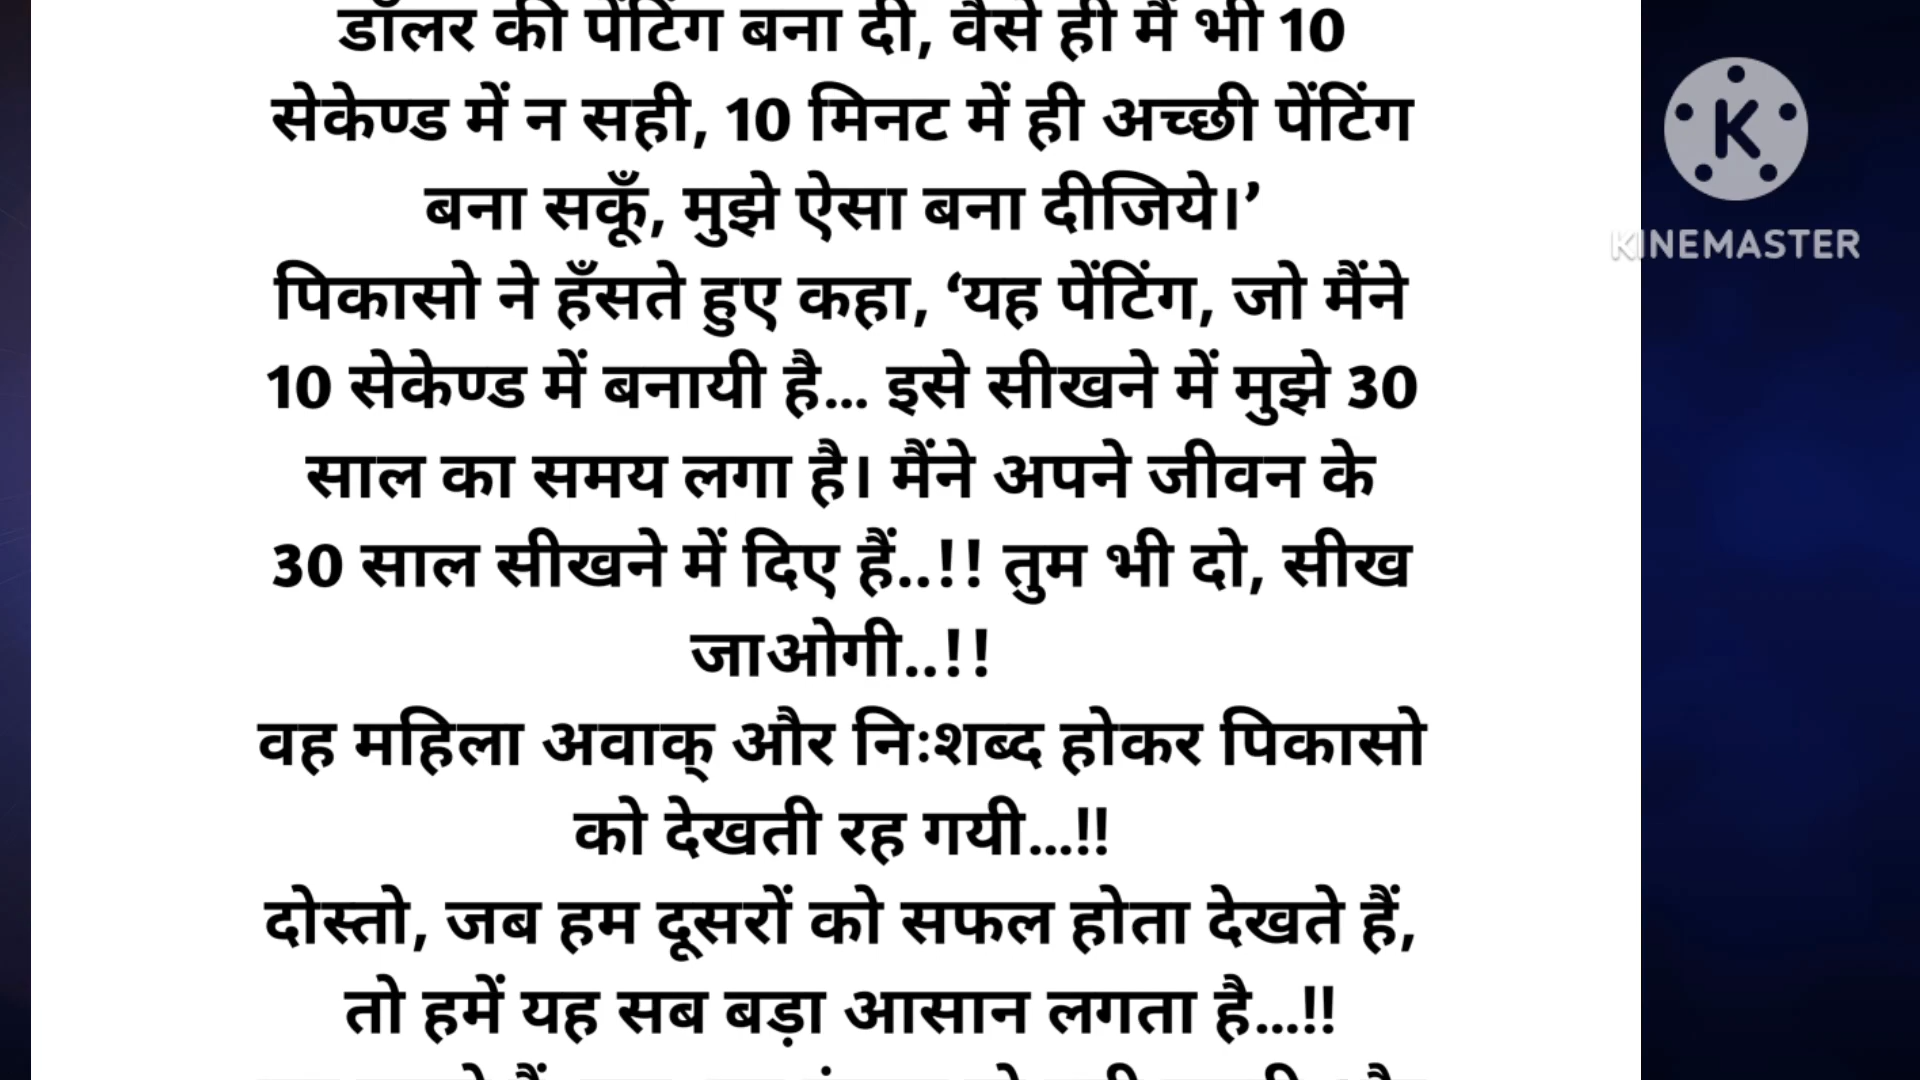 डॉलर की पेंटिंग बना दी, वैसे ही मैं भी 10
सेकेण्ड में न सही, 10 मिनट में ही अच्छी पेंटिंग
बना सकूँ, मुझे ऐसा बना दीजिये।’
पिकासो ने हँसते हुए कहा, ‘यह पेंटिंग, जो मैंने
10 सेकेण्ड में बनायी है... इसे सीखने में मुझे 30
साल का समय लगा है। मैंने अपने जीवन के
30 साल सीखने में दिए हैं..!! तुम भी दो, सीख
जाओगी..!!
वह महिला अवाक् और निःशब्द होकर पिकासो
को देखती रह गयी...!!
दोस्तो, जब हम दूसरों को सफल होता देखते हैं,
तो हमें यह सब बड़ा आसान लगता है...!!
K
KINEMASTER